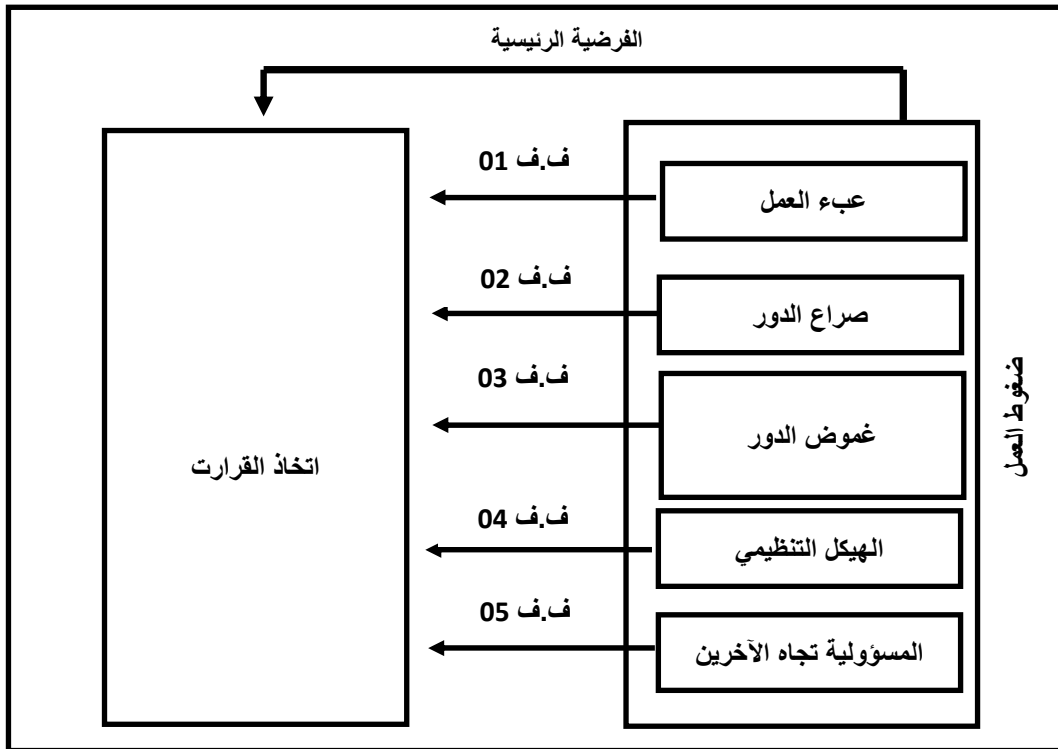 الفرضية الرئيسية
ف.ف 01
عبء العمل
ف.ف 02
صراع الدور
ف.ف 03
غموض الدور
ضغوط العمل
اتخاذ القرارت
ف.ف 04
الهيكل التنظيمي
ف.ف 05
المسؤولية تجاه الآخرين